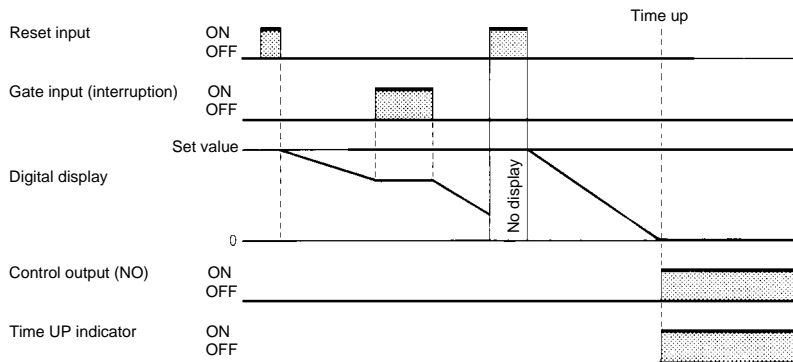 Time up
Reset input
ON
OFF
Gate input (interruption)
ON
OFF
Set value
Digital display
No display
0
Control output (NO)
ON
OFF
Time UP indicator
ON
OFF